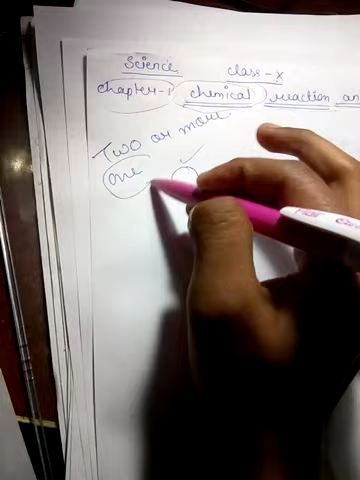 Science class-x
chapter-1 chemical reaction an
Two or more
one